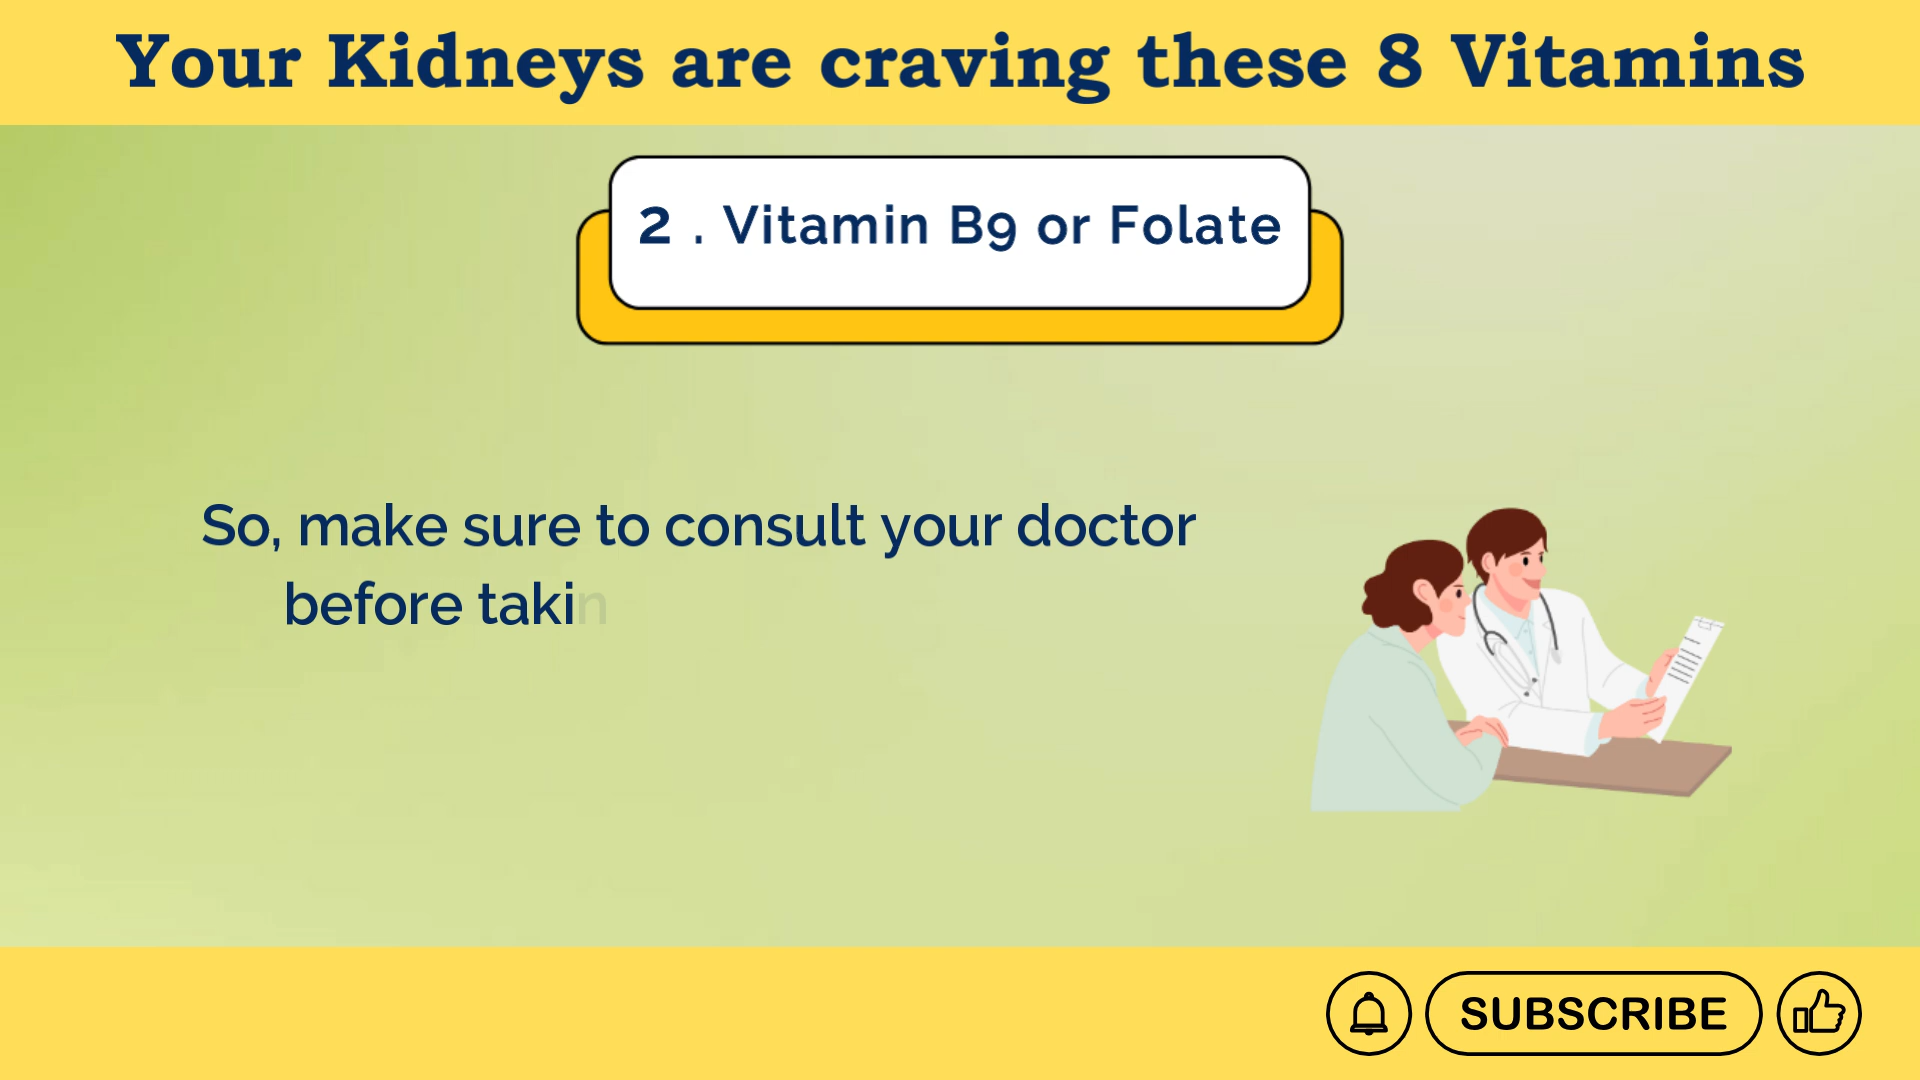 Your Kidneys are craving these 8 Vitamins
2 . Vitamin B9 or Folate
So, make sure to consult your doctor
before takin
SUBSCRIBE